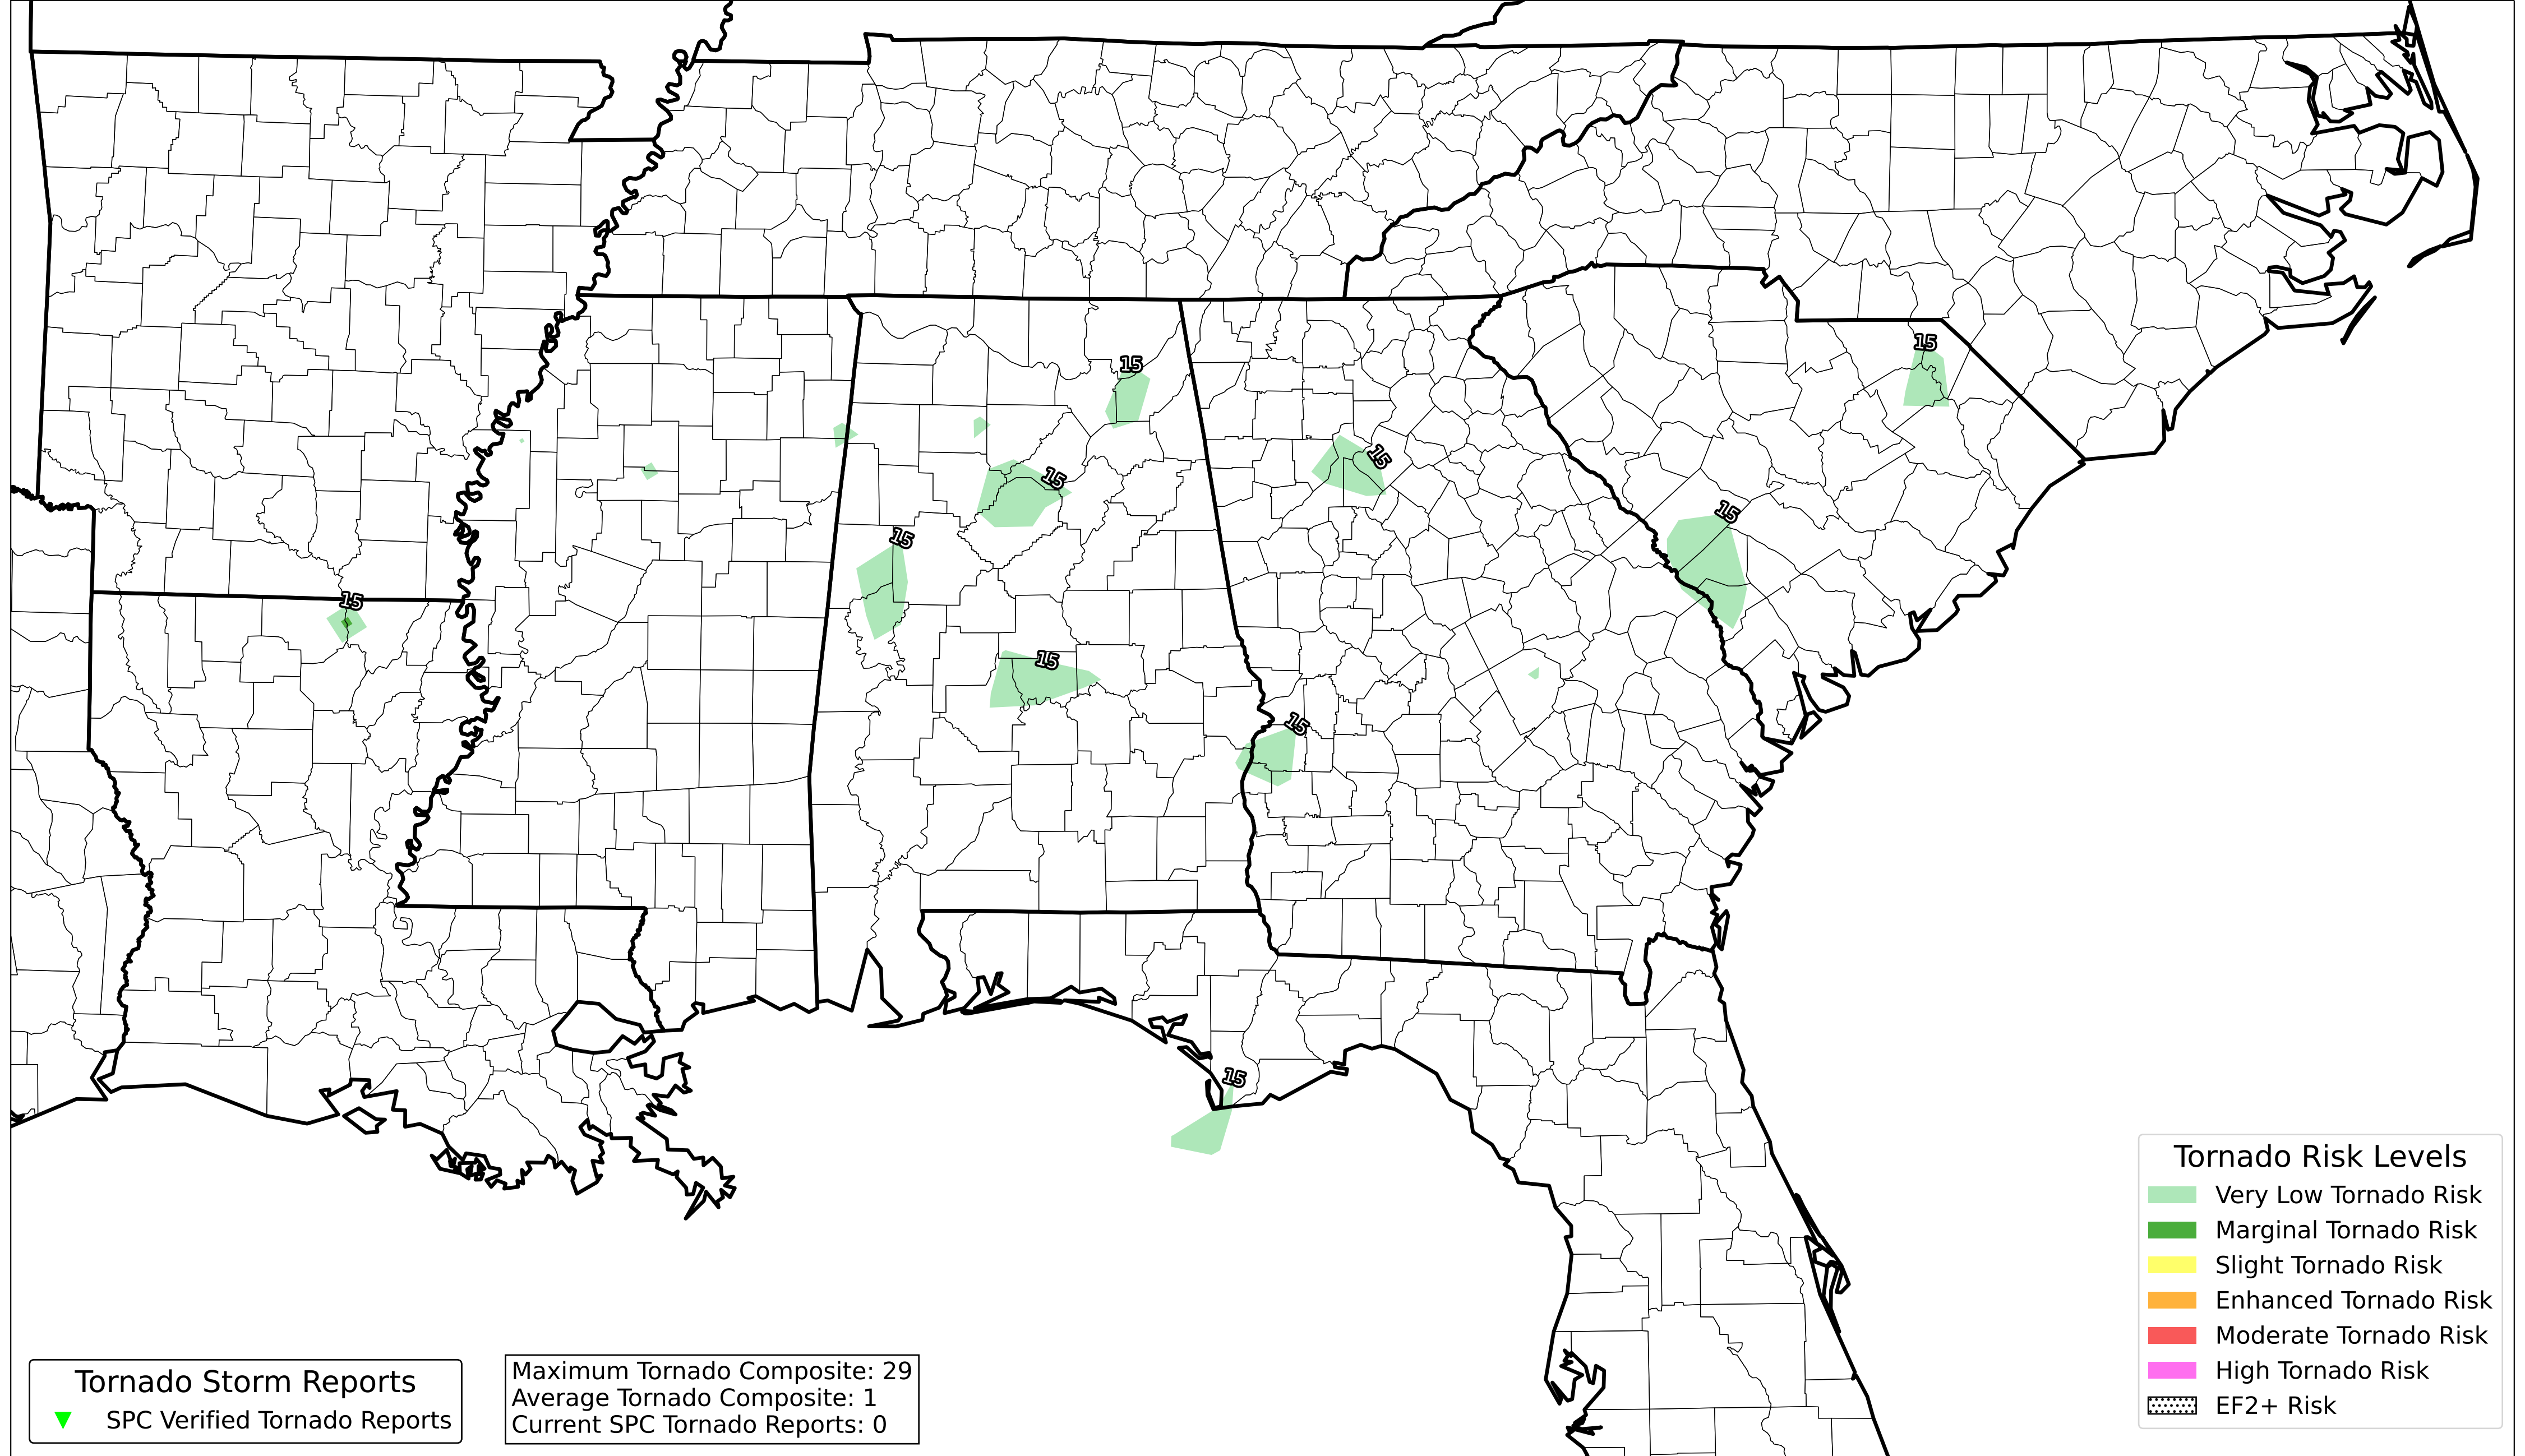 15
15
15
15
15
15
15
15
15
15
Tornado Risk Levels
Very Low Tornado Risk
Marginal Tornado Risk
Slight Tornado Risk
Enhanced Tornado Risk
Moderate Tornado Risk
High Tornado Risk
EF2+ Risk
Tornado Storm Reports
SPC Verified Tornado Reports
Maximum Tornado Composite: 29
Average Tornado Composite: 1
Current SPC Tornado Reports: 0